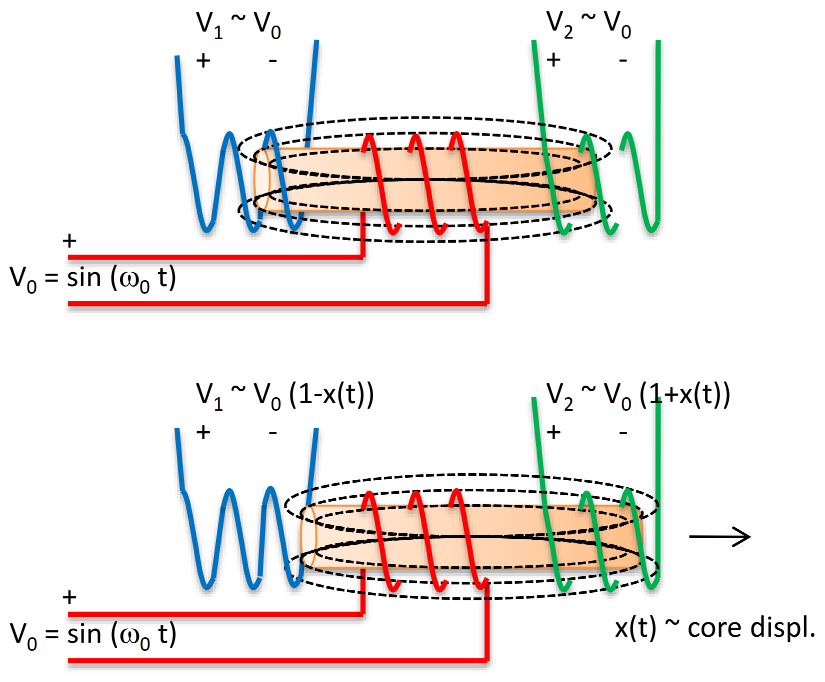 V₁ ~ V₀ V₂ ~ V₀
+ - + -
+
V₀ = sin (ω₀ t)
V₁ ~ V₀ (1-x(t)) V₂ ~ V₀ (1+x(t))
+ - + -
+
V₀ = sin (ω₀ t)
x(t) ~ core displ.